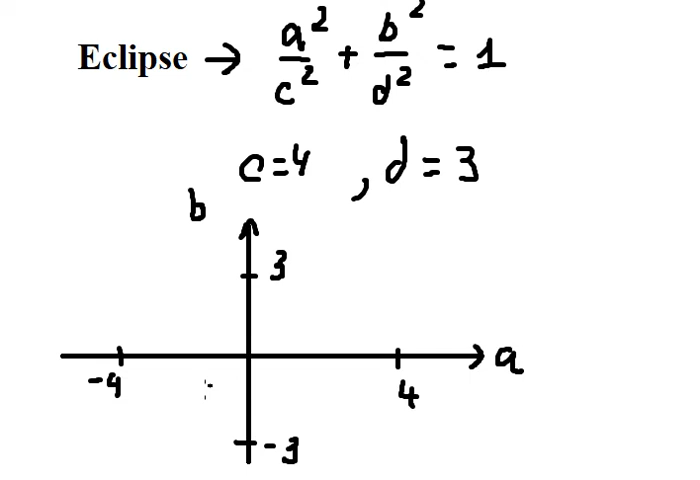 Eclipse → a²/c² + b²/d² = 1
c=4 , d=3
b
3
a
-4
4
-3